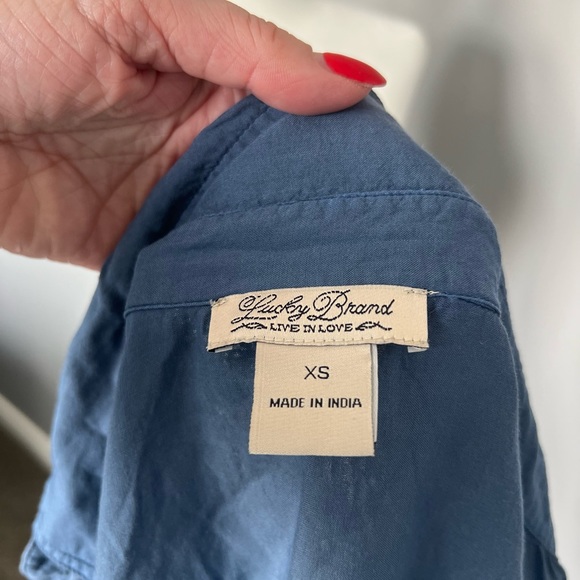 Lucky Brand
LIVE IN LOVE
XS
MADE IN INDIA